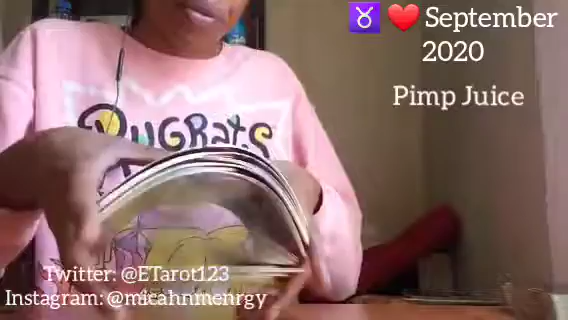 ♉ ❤️ September
2020
Pimp Juice
RUGRATS
Twitter: @ETarot123
Instagram: @micahnmenrgy